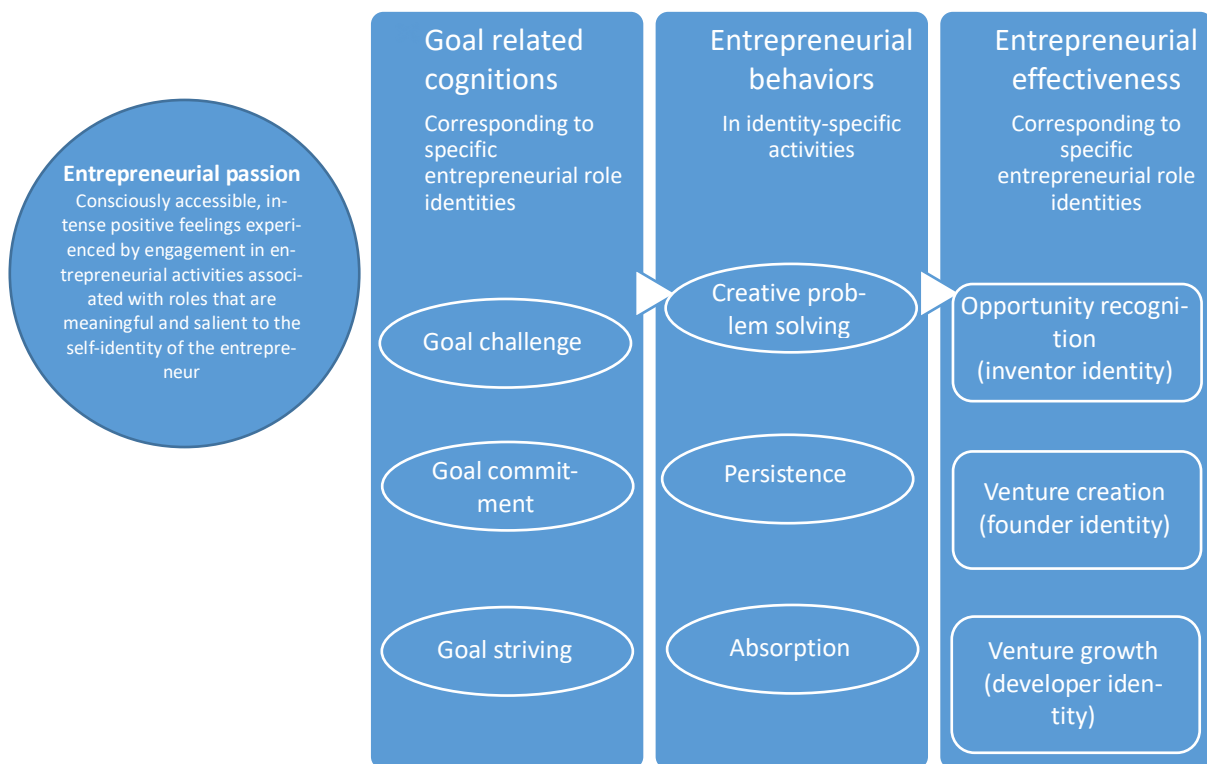 Entrepreneurial passion
Consciously accessible, in-
tense positive feelings experi-
enced by engagement in en-
trepreneurial activities associ-
ated with roles that are
meaningful and salient to the
self-identity of the entrepre-
neur
Goal related
cognitions
Corresponding to
specific
entrepreneurial role
identities
Goal challenge
Goal commit-
ment
Goal striving
Entrepreneurial
behaviors
In identity-specific
activities
Creative prob-
lem solving
Persistence
Absorption
Entrepreneurial
effectiveness
Corresponding to
specific
entrepreneurial role
identities
Opportunity recogni-
tion
(inventor identity)
Venture creation
(founder identity)
Venture growth
(developer iden-
tity)